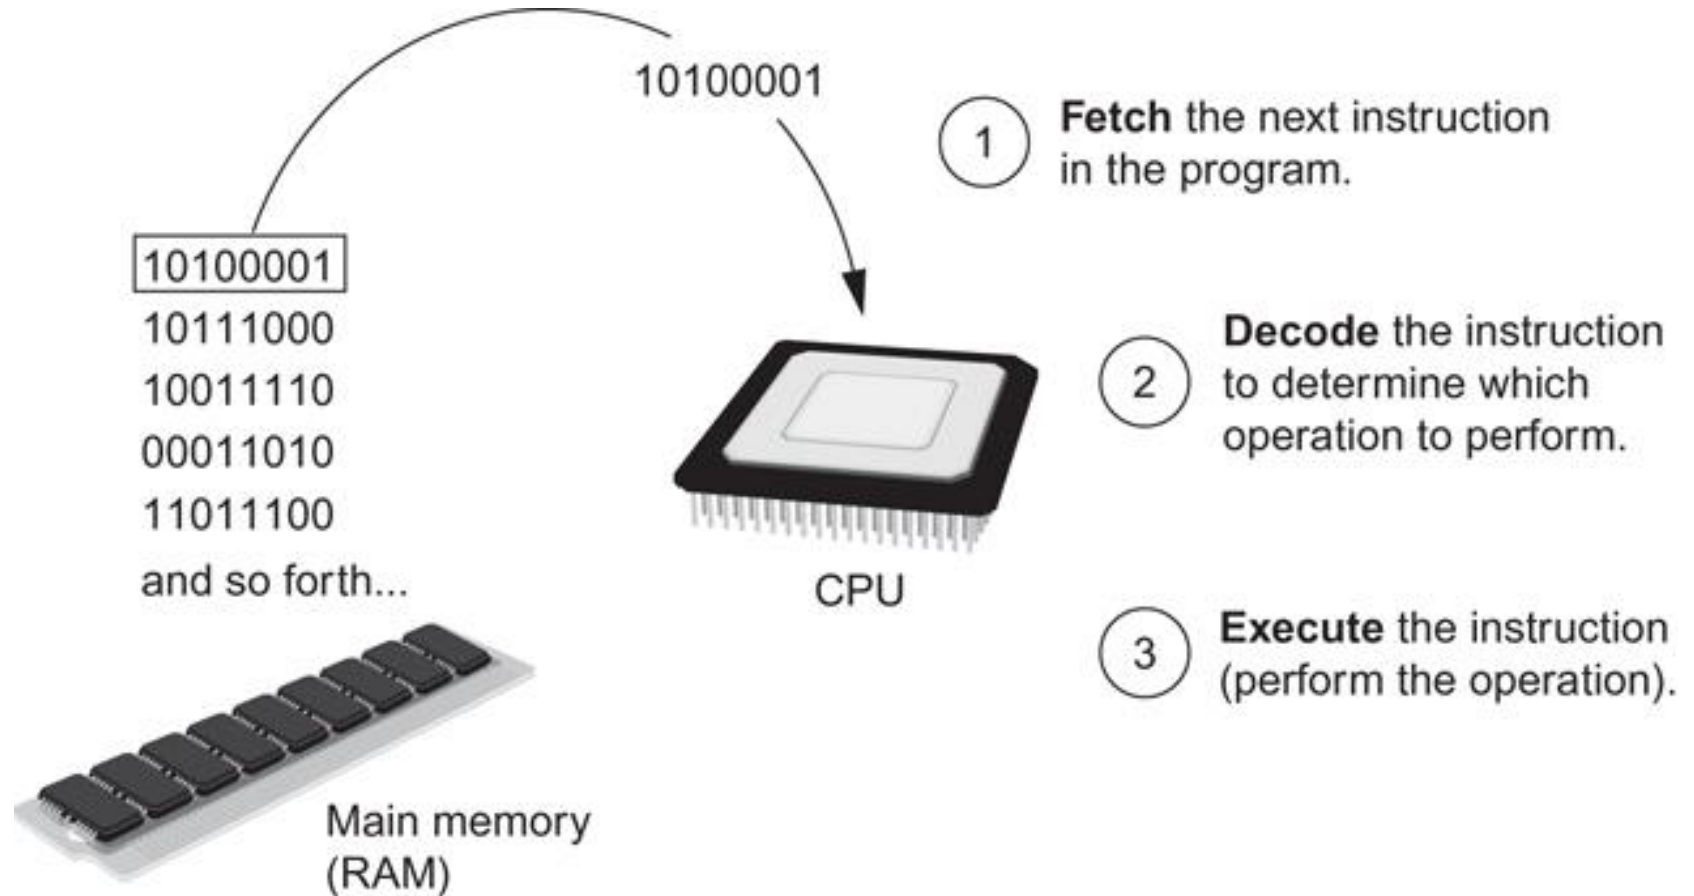 10100001
1
Fetch the next instruction
in the program.
10100001
10111000
10011110
00011010
11011100
and so forth...
CPU
2
Decode the instruction
to determine which
operation to perform.
3
Execute the instruction
(perform the operation).
Main memory
(RAM)